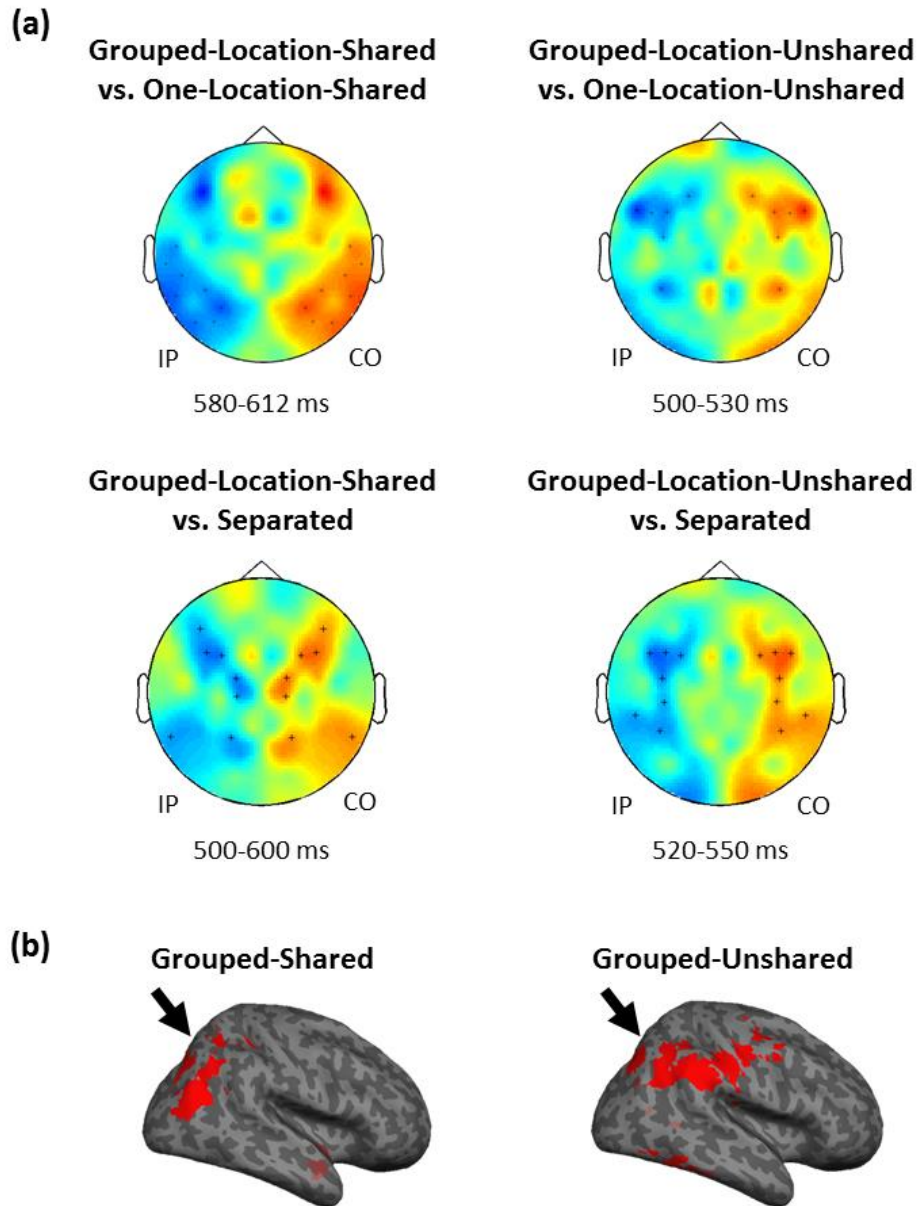 (a)
Grouped-Location-Shared
vs. One-Location-Shared
Grouped-Location-Unshared
vs. One-Location-Unshared
IP
CO
580-612 ms
IP
CO
500-530 ms
Grouped-Location-Shared
vs. Separated
Grouped-Location-Unshared
vs. Separated
IP
CO
500-600 ms
IP
CO
520-550 ms
(b)
Grouped-Shared
Grouped-Unshared